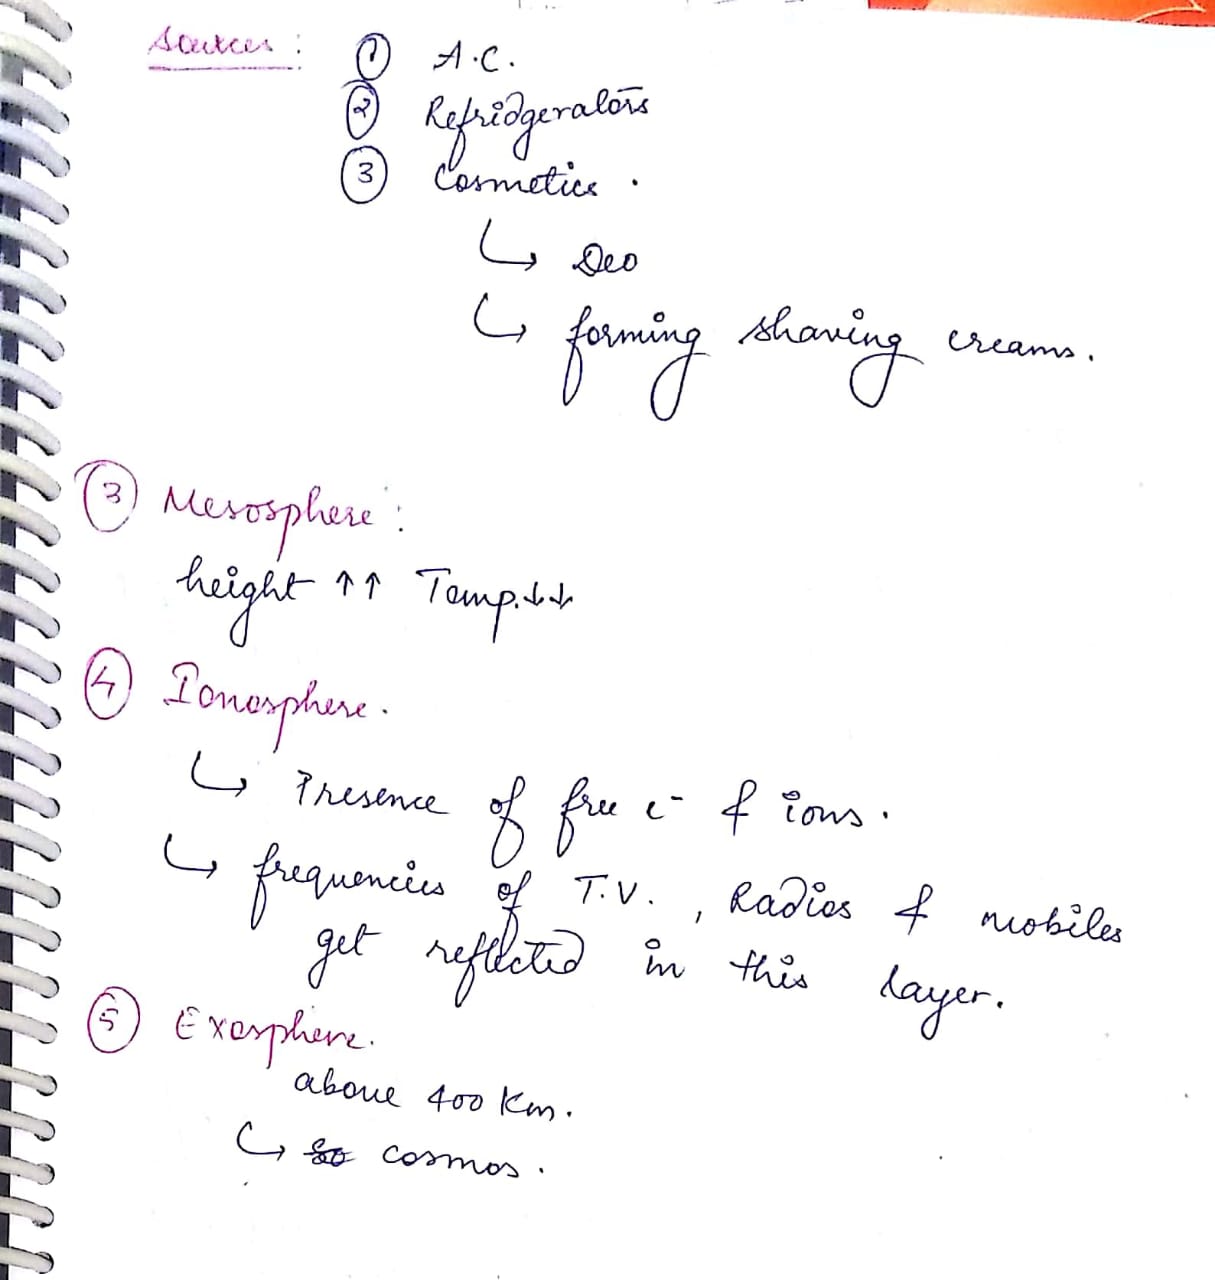 Sources :
① A.C.
② Refridgerators
③ Cosmetics .
↳ Deo
↳ forming shaving creams.
③ Mesosphere :
height ↑↑ Temp.↓↓
④ Ionosphere.
↳ Presence of free e- & ions.
↳ frequencies of T.V. , Radios & mobiles
get reflected in this layer.
⑤ Exosphere.
above 400 Km.
↳ cosmos.